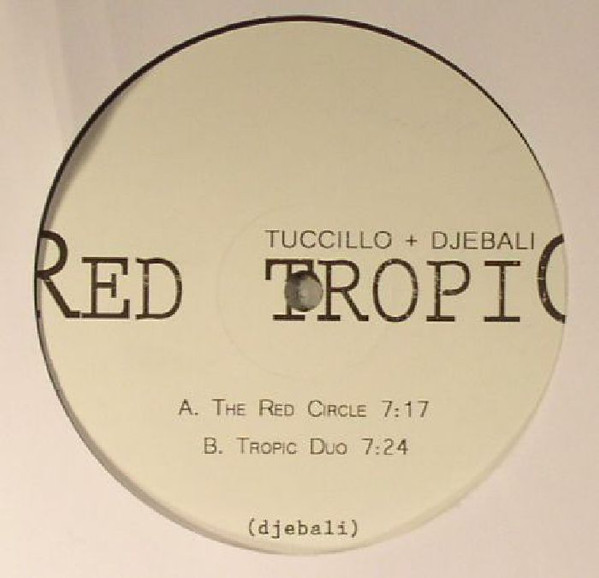 TUCCILLO + DJEBALI
RED TROPIC
A. THE RED CIRCLE 7:17
B. TROPIC DUO 7:24
(djebali)